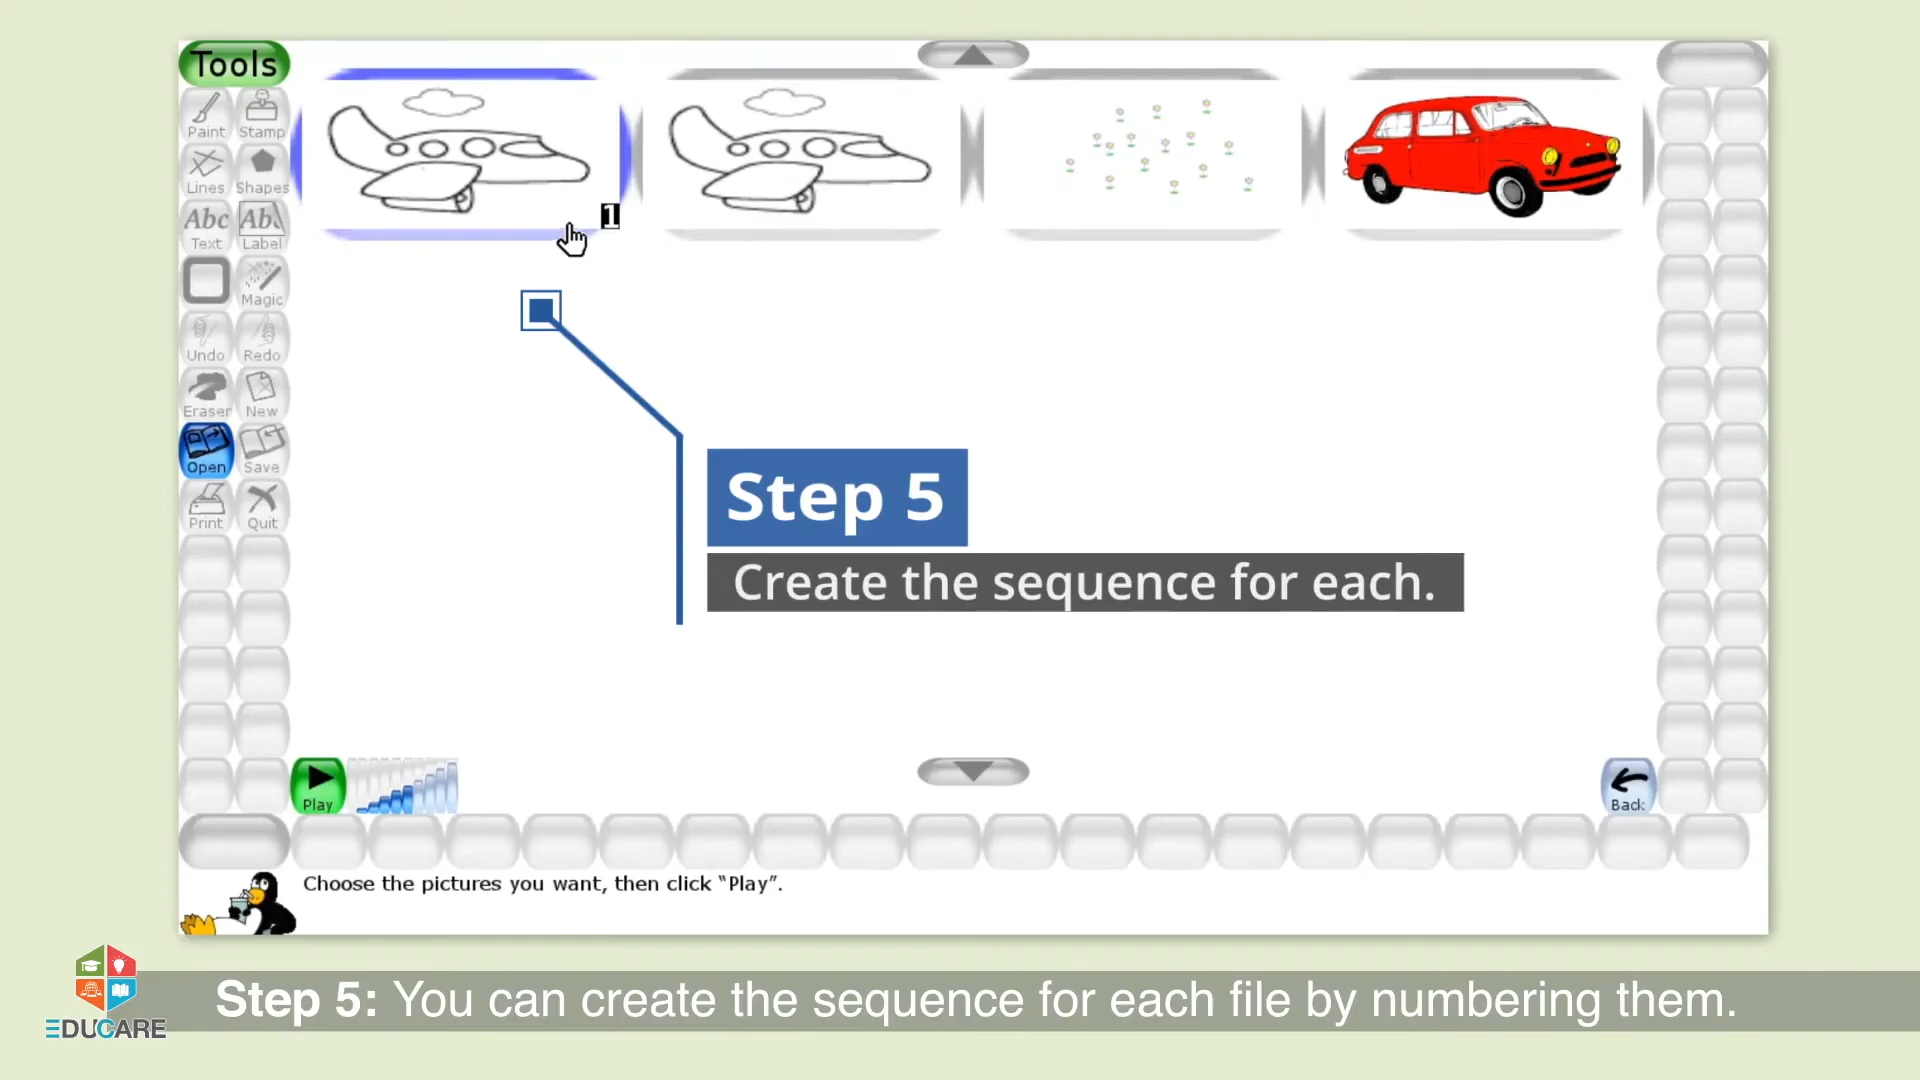 Tools
Paint
Stamp
Lines
Shapes
Abc
Abc
Text
Label
Magic
Undo
Redo
Eraser
New
Open
Save
Print
Quit
1
Step 5
Create the sequence for each.
Play
Back
Choose the pictures you want, then click “Play”.
Step 5: You can create the sequence for each file by numbering them.
EDUCARE